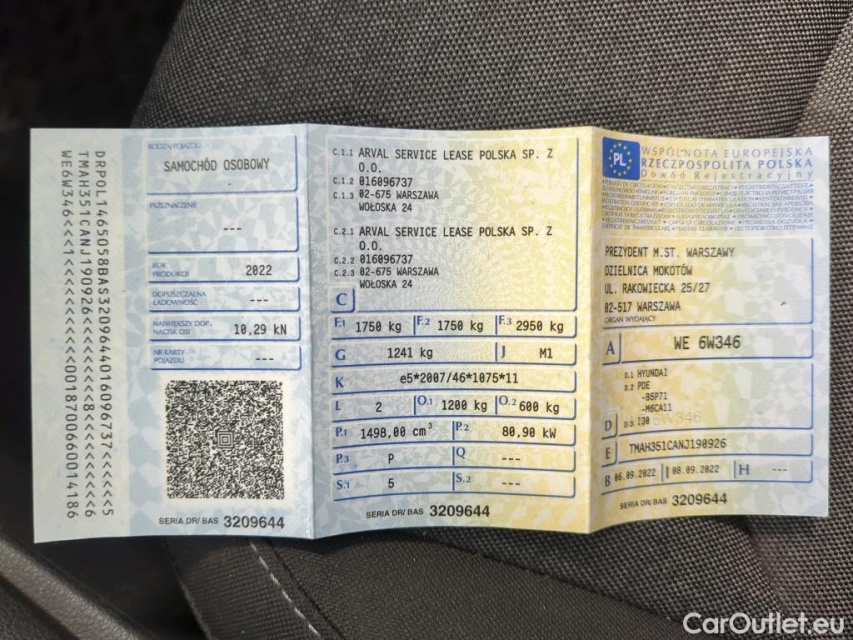 DRPOL1465058BAS3209644016096737<<<<<5
WE6W346<<<1<<<<<<<<<<0018700660014186
RODZAJ POJAZDU
SAMOCHÓD OSOBOWY
PRZEZNACZENIE
---
ROK PRODUKCJI
2022
DOPUSZCZALNA ŁADOWNOŚĆ
---
NAJWIĘKSZY DOP. NACISK OSI
10,29 kN
NR KARTY POJAZDU
---
SERIA DR/ BAS 3209644
C.1.1 ARVAL SERVICE LEASE POLSKA SP. Z
O.O.
C.1.2 016096737
C.1.3 02-675 WARSZAWA
WOŁOSKA 24
C.2.1 ARVAL SERVICE LEASE POLSKA SP. Z
O.O.
C.2.2 016096737
C.2.3 02-675 WARSZAWA
WOŁOSKA 24
C
F.1 1750 kg F.2 1750 kg F.3 2950 kg
G 1241 kg J M1
K e5*2007/46*1075*11
L 2 O.1 1200 kg O.2 600 kg
P.1 1498,00 cm³ P.2 80,90 kW
P.3 P Q ---
S.1 5 S.2 ---
SERIA DR/ BAS 3209644
PL
WSPÓLNOTA EUROPEJSKA
RZECZPOSPOLITA POLSKA
Dowód Rejestracyjny
PREZYDENT M.ST. WARSZAWY
DZIELNICA MOKOTÓW
UL. RAKOWIECKA 25/27
02-517 WARSZAWA
ORGAN WYDAJĄCY
A WE 6W346
D.1 HYUNDAI
D.2 PDE
-B5P71
-M6CA11
D D.3 I30
E TMAH351CANJ190926
B 06.09.2022 I 08.09.2022 H ---
SERIA DR/ BAS 3209644
CarOutlet.eu